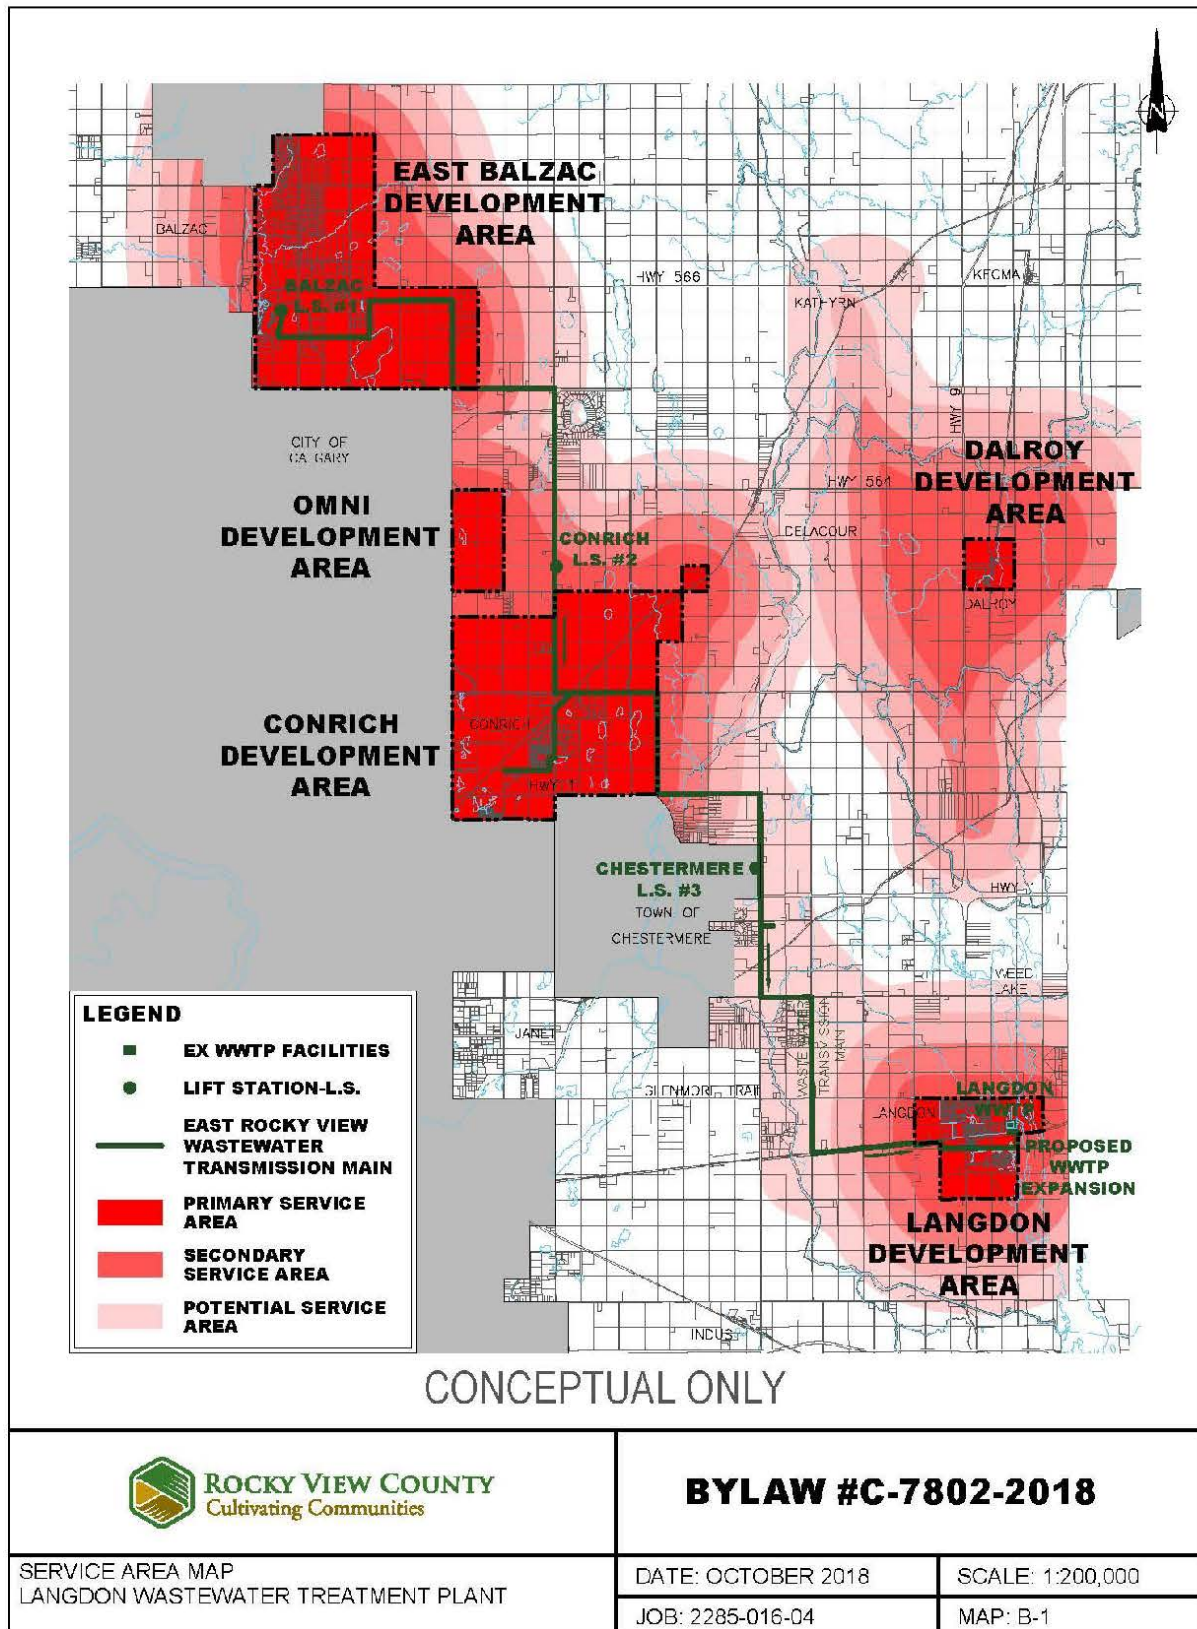 N
EAST BALZAC
DEVELOPMENT
AREA
BALZAC
HWY 566
KATHYRN
BALZAC
L.S. #1
HWY 9
CITY OF
CALGARY
DALROY
DEVELOPMENT
AREA
HWY 564
OMNI
DEVELOPMENT
AREA
DELACOUR
CONRICH
L.S. #2
DALROY
CONRICH
DEVELOPMENT
AREA
CONRICH
HWY 1
CHESTERMERE
L.S. #3
TOWN OF
CHESTERMERE
HWY 1
WEED
LAKE
JANET
WASTEWATER
TRANSMISSION
MAIN
GLENMORE TRAIL
LANGDON
LANGDON
WWTP
PROPOSED
WWTP
EXPANSION
LANGDON
DEVELOPMENT
AREA
INDUS
LEGEND
EX WWTP FACILITIES
LIFT STATION-L.S.
EAST ROCKY VIEW
WASTEWATER
TRANSMISSION MAIN
PRIMARY SERVICE
AREA
SECONDARY
SERVICE AREA
POTENTIAL SERVICE
AREA
CONCEPTUAL ONLY
ROCKY VIEW COUNTY
Cultivating Communities
BYLAW #C-7802-2018
SERVICE AREA MAP
LANGDON WASTEWATER TREATMENT PLANT
DATE: OCTOBER 2018
SCALE: 1:200,000
JOB: 2285-016-04
MAP: B-1